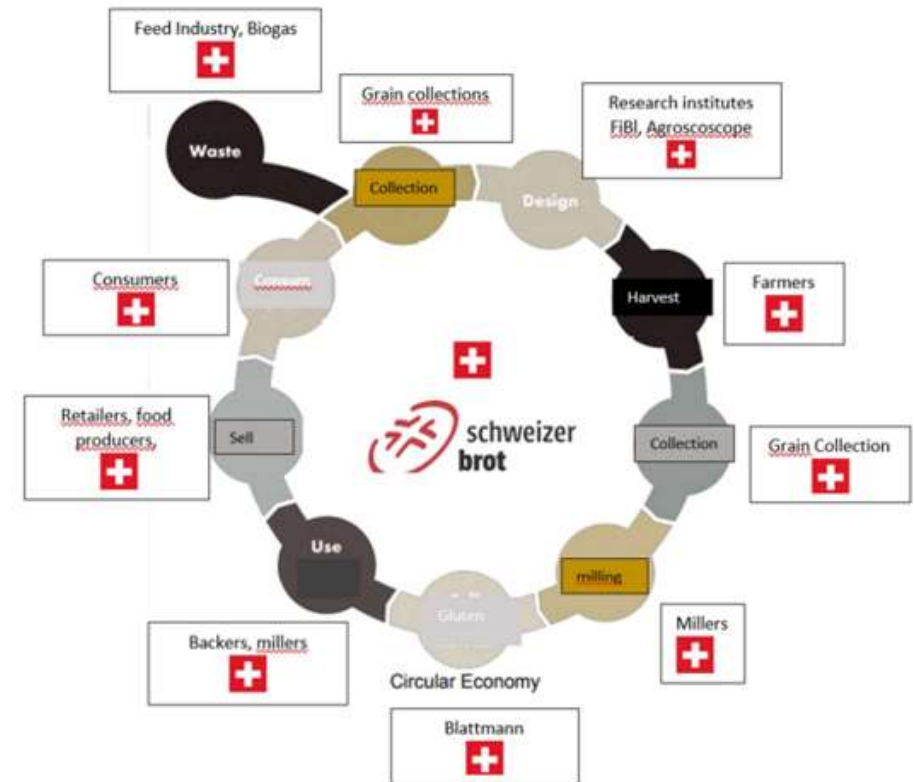 Feed Industry, Biogas
Grain collections
Research institutes
FiBl, Agroscoscope
Waste
Collection
Design
Consumers
Consum
Harvest
Farmers
Retailers, food
producers,
Sell
schweizer
brot
Collection
Grain Collection
Use
milling
Gluten
Backers, millers
Millers
Circular Economy
Blattmann